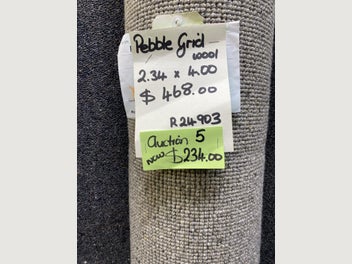 Pebble Grid
wool
2.34 x 4.00
$ 468.00
R24903
Auction 5
now $234.00